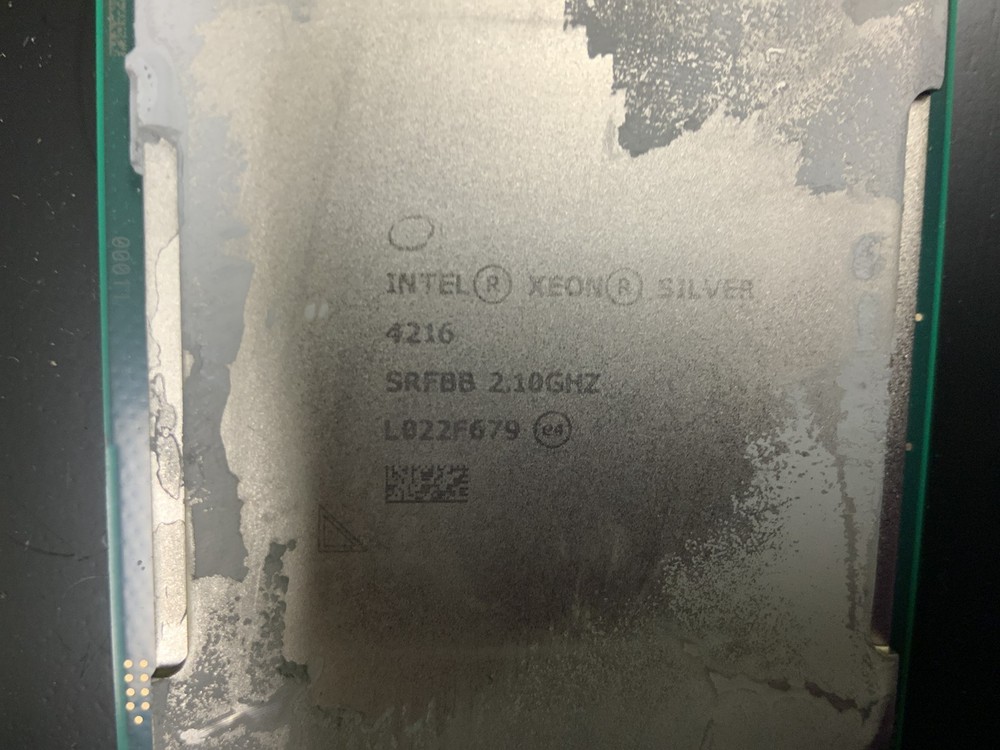 INTEL® XEON® SILVER
4216
SRFBB 2.10GHZ
L022F679 e4